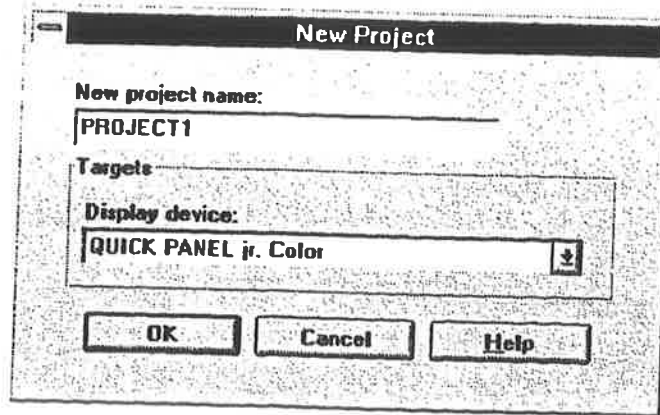 New Project
New project name:
PROJECT1
Targets
Display device:
QUICK PANEL jr. Color
OK
Cancel
Help